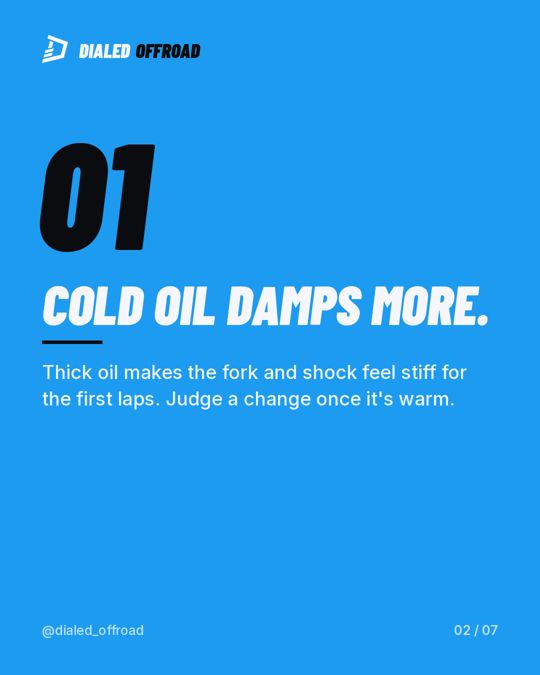 DIALED OFFROAD
01
COLD OIL DAMPS MORE.
Thick oil makes the fork and shock feel stiff for
the first laps. Judge a change once it's warm.
@dialed_offroad
02 / 07